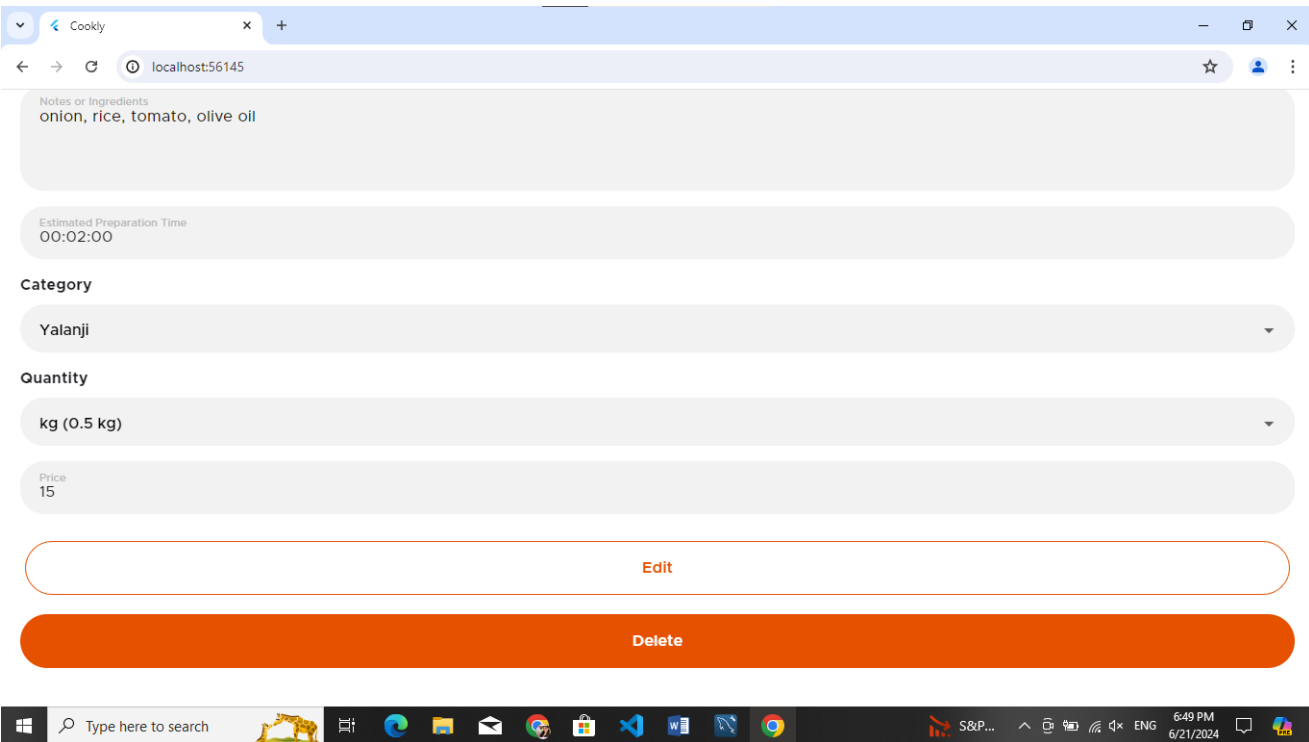 Cookly
localhost:56145
Notes or Ingredients
onion, rice, tomato, olive oil
Estimated Preparation Time
00:02:00
Category
Yalanji
Quantity
kg (0.5 kg)
Price
15
Edit
Delete
Type here to search
S&P...
ENG
6:49 PM
6/21/2024